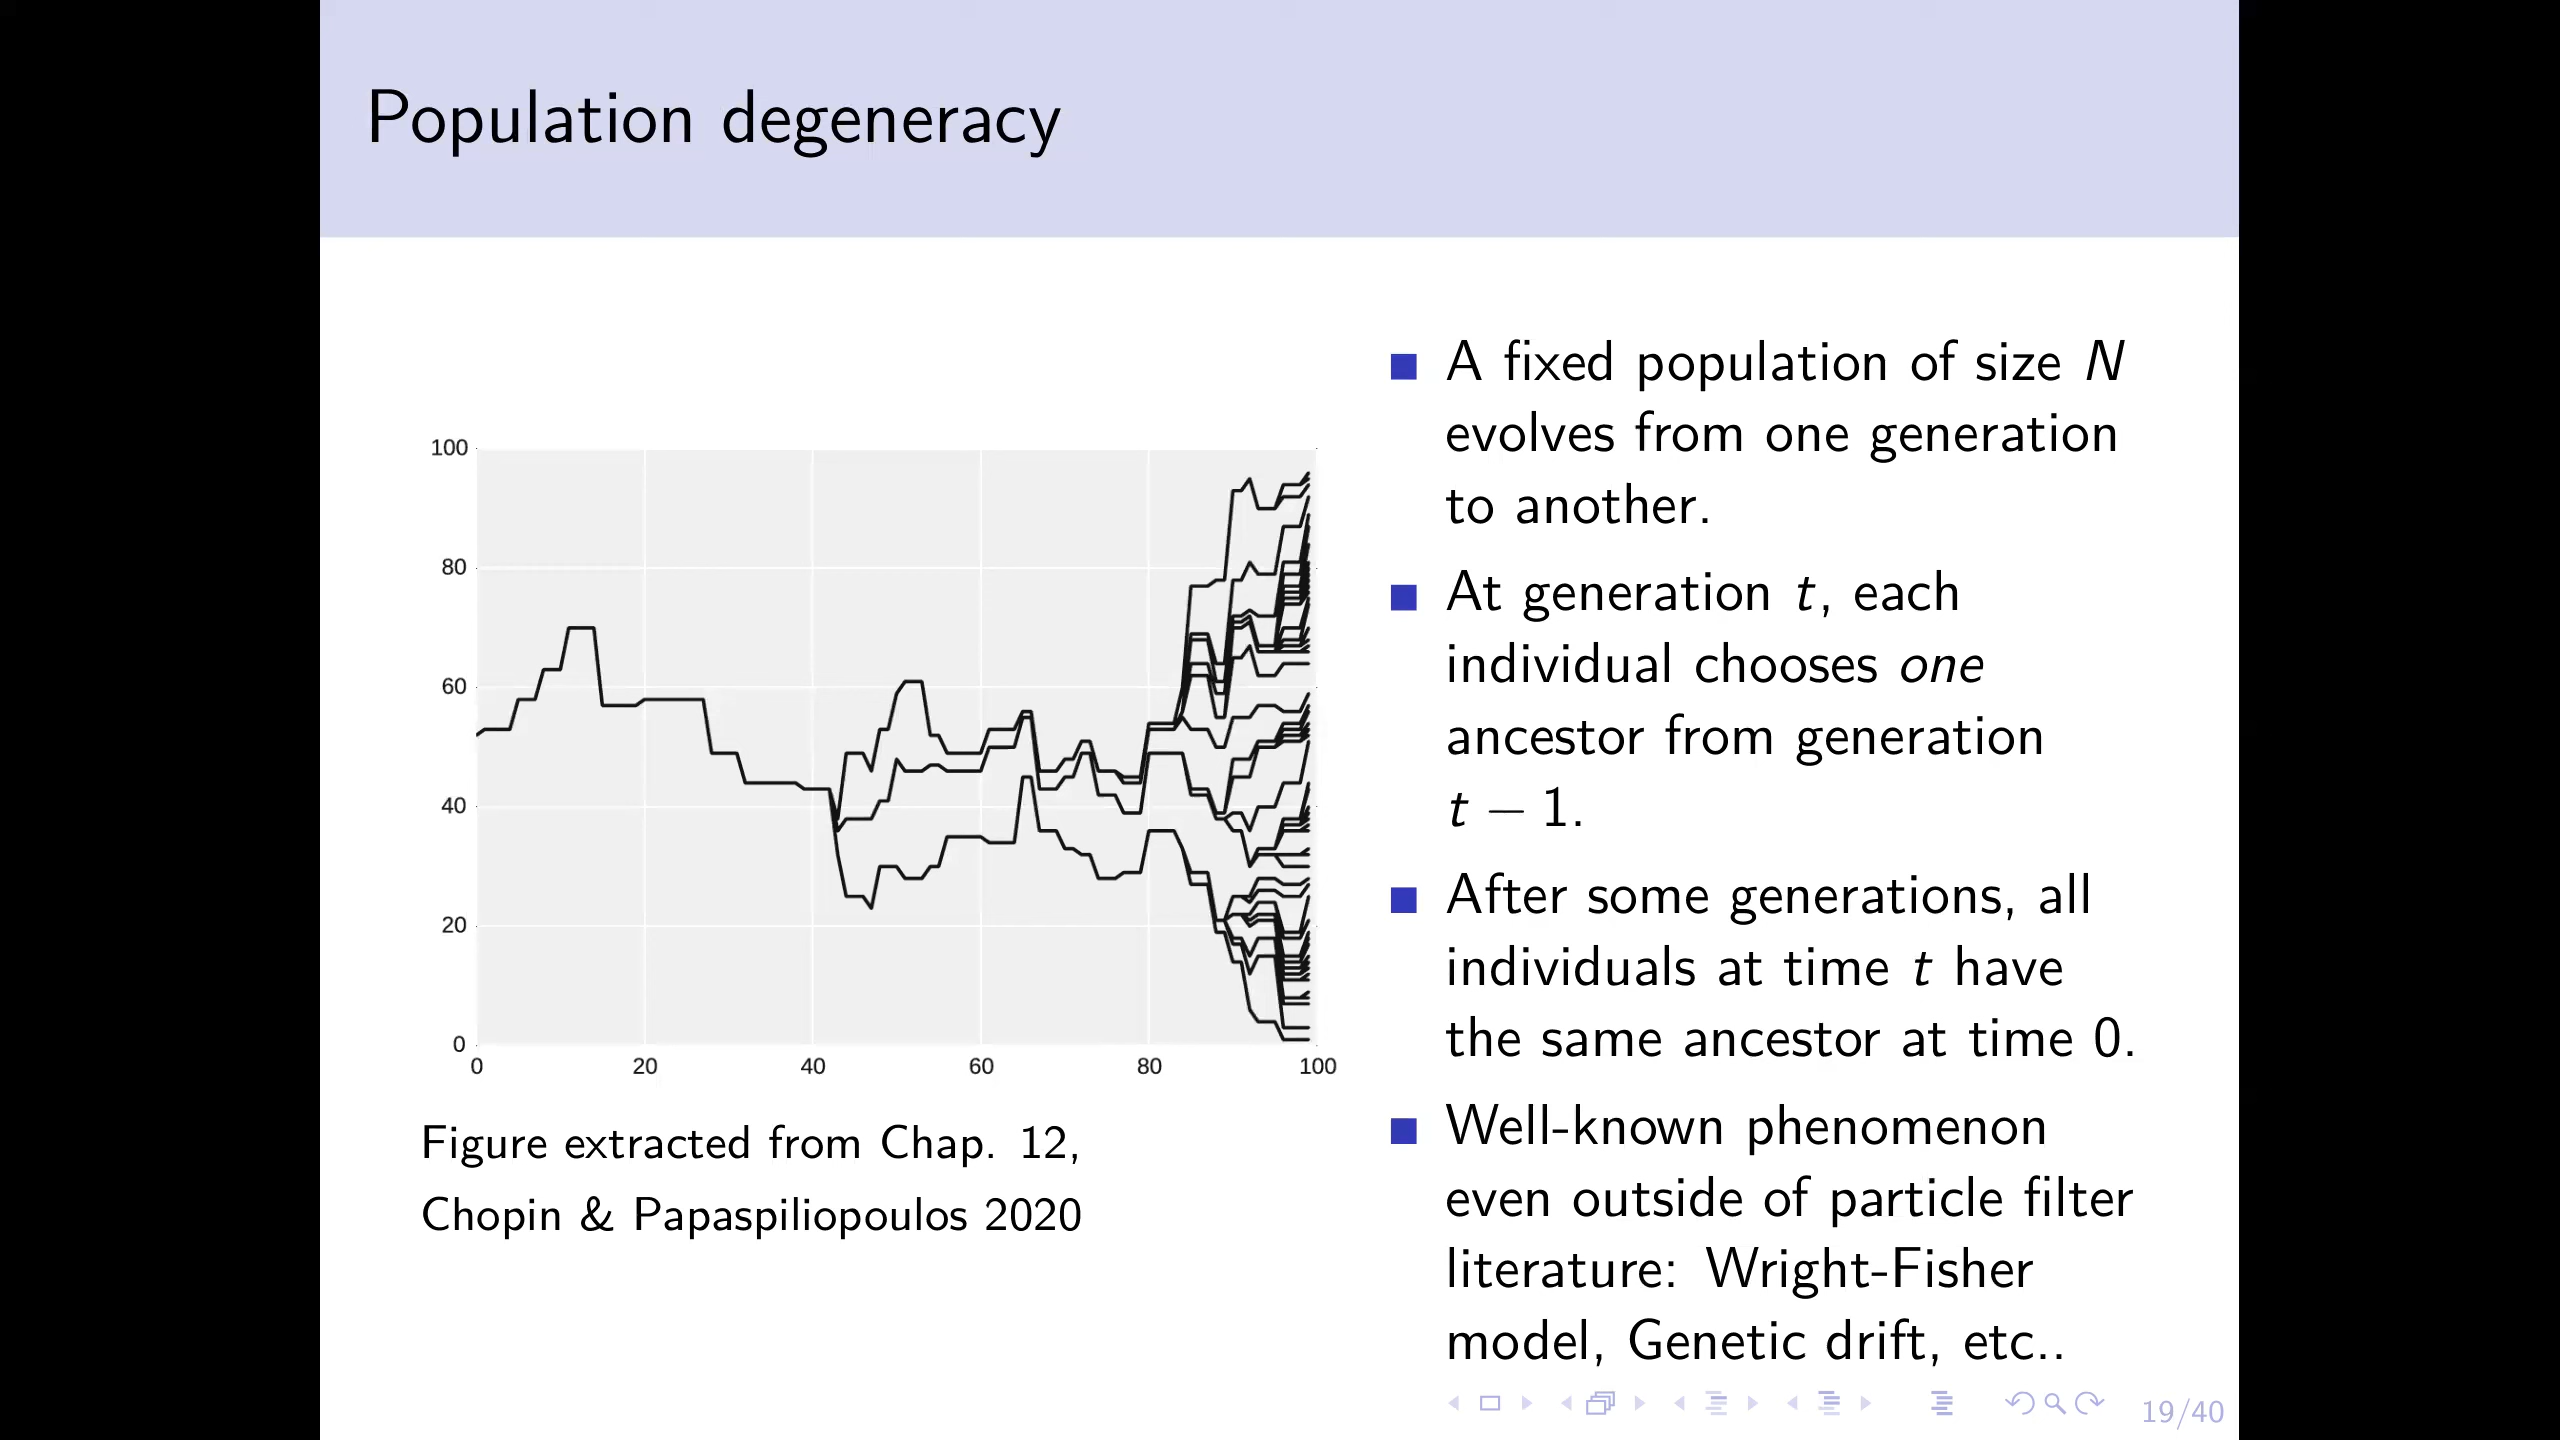 Population degeneracy
100
80
60
40
20
0
0 20 40 60 80 100
Figure extracted from Chap. 12,
Chopin & Papaspiliopoulos 2020
A fixed population of size N
evolves from one generation
to another.
At generation t, each
individual chooses one
ancestor from generation
t − 1.
After some generations, all
individuals at time t have
the same ancestor at time 0.
Well-known phenomenon
even outside of particle filter
literature: Wright-Fisher
model, Genetic drift, etc..
19/40